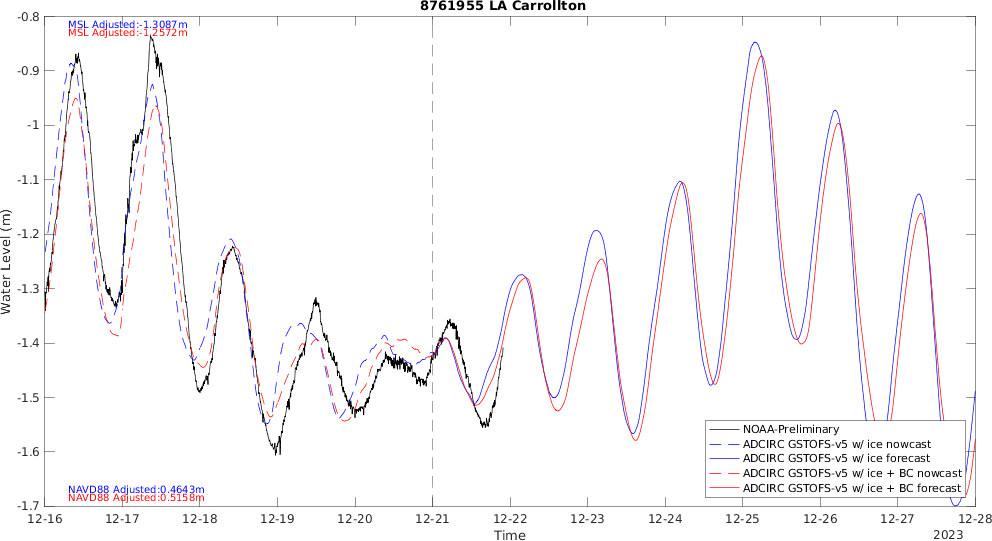 8761955 LA Carrollton
MSL Adjusted:-1.3087m
MSL Adjusted:-1.2572m
-0.8
-0.9
-1
-1.1
-1.2
-1.3
-1.4
-1.5
-1.6
-1.7
Water Level (m)
NAVD88 Adjusted:0.4643m
NAVD88 Adjusted:0.5158m
NOAA-Preliminary
ADCIRC GSTOFS-v5 w/ ice nowcast
ADCIRC GSTOFS-v5 w/ ice forecast
ADCIRC GSTOFS-v5 w/ ice + BC nowcast
ADCIRC GSTOFS-v5 w/ ice + BC forecast
12-16 12-17 12-18 12-19 12-20 12-21 12-22 12-23 12-24 12-25 12-26 12-27 12-28
Time
2023